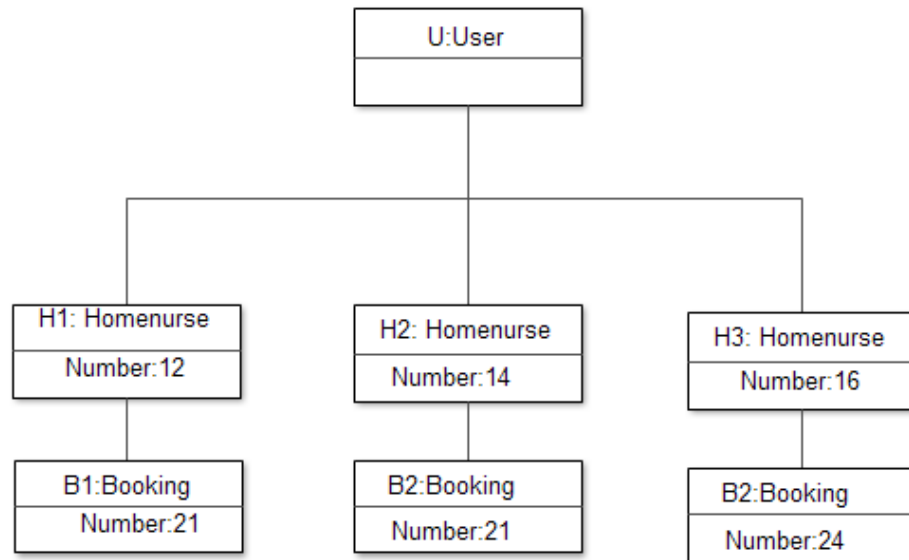 U:User
H1: Homenurse
Number:12
H2: Homenurse
Number:14
H3: Homenurse
Number:16
B1:Booking
Number:21
B2:Booking
Number:21
B2:Booking
Number:24